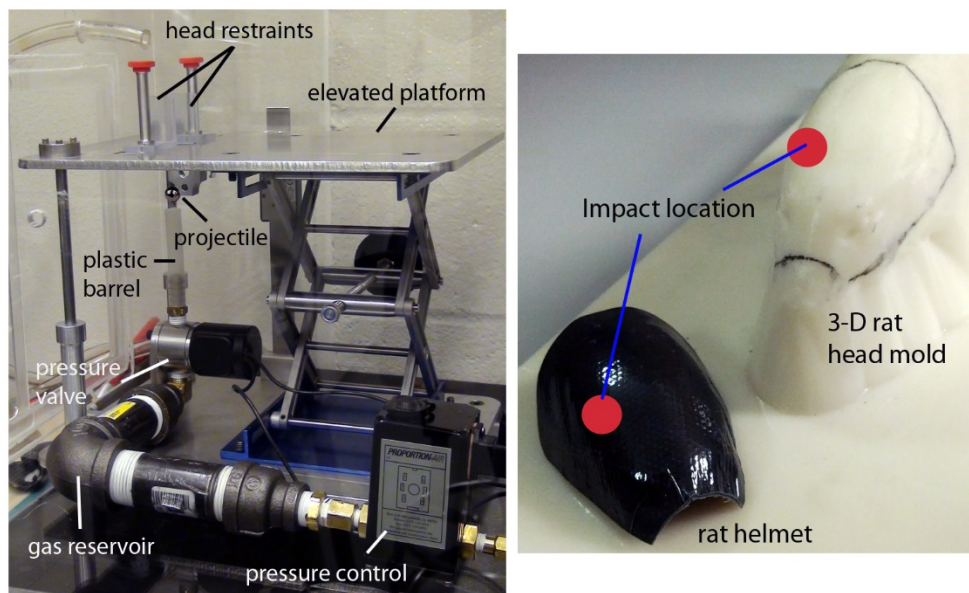 head restraints
elevated platform
projectile
plastic
barrel
pressure
valve
PROPORTION-AIR
gas reservoir
pressure control
Impact location
3-D rat
head mold
rat helmet